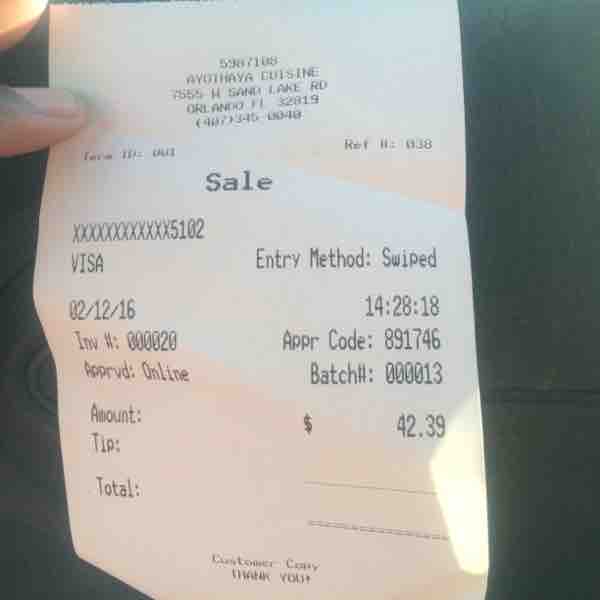 5987108
AYOTHAYA CUISINE
7555 W SAND LAKE RD
ORLANDO FL 32819
(407)345-0040
Term ID: 001 Ref #: 038
Sale
XXXXXXXXXXXX5102
VISA Entry Method: Swiped
02/12/16 14:28:18
Inv #: 000020 Appr Code: 891746
Apprvd: Online Batch#: 000013
Amount: $ 42.39
Tip:
Total:
Customer Copy
THANK YOU!